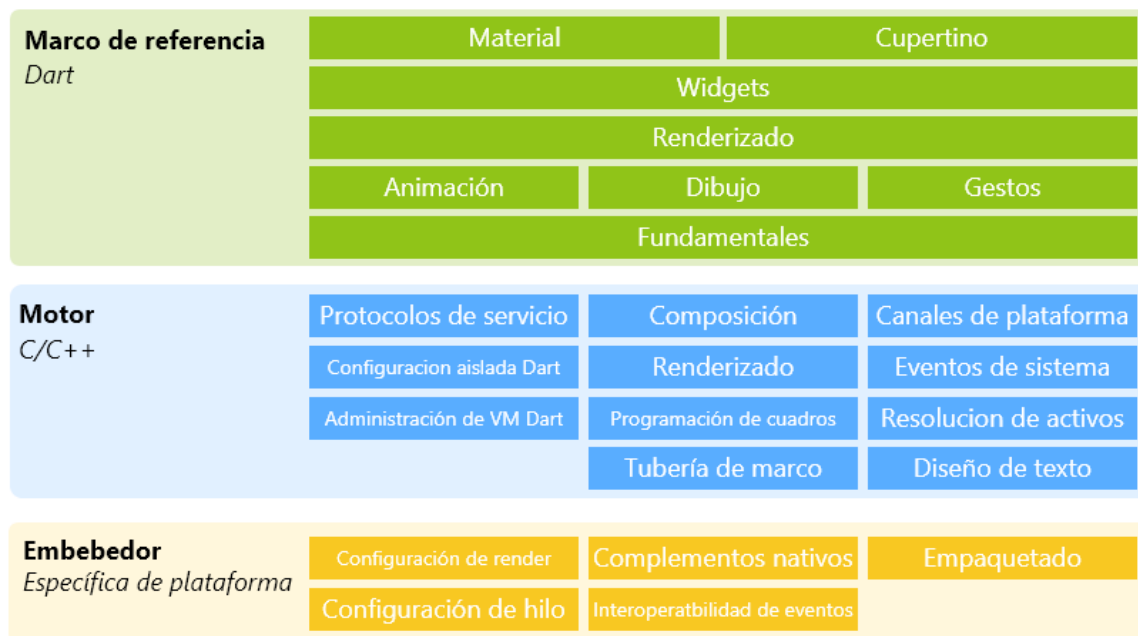 Marco de referencia
Dart
Material
Cupertino
Widgets
Renderizado
Animación
Dibujo
Gestos
Fundamentales
Motor
C/C++
Protocolos de servicio
Composición
Canales de plataforma
Configuracion aislada Dart
Renderizado
Eventos de sistema
Administración de VM Dart
Programación de cuadros
Resolucion de activos
Tubería de marco
Diseño de texto
Embebedor
Específica de plataforma
Configuración de render
Complementos nativos
Empaquetado
Configuración de hilo
Interoperatbilidad de eventos